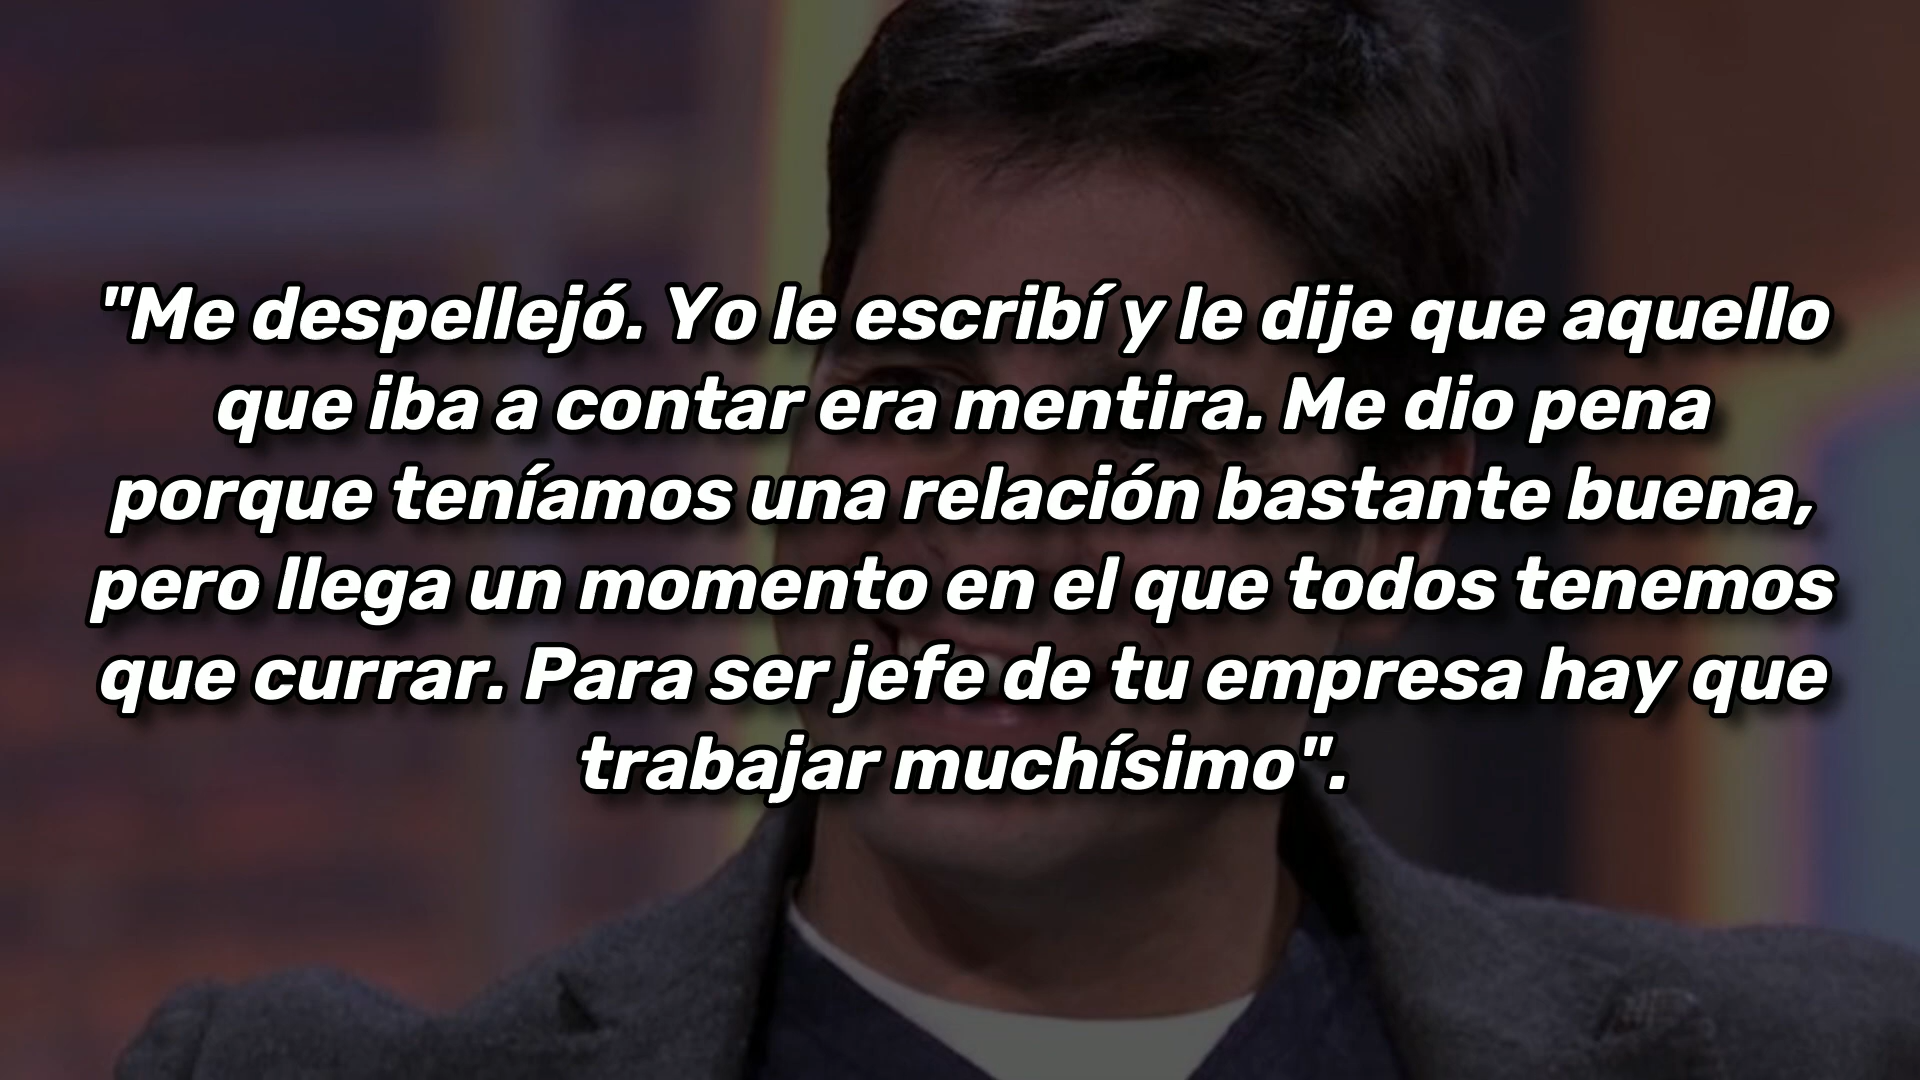 "Me despellejó. Yo le escribí y le dije que aquello
que iba a contar era mentira. Me dio pena
porque teníamos una relación bastante buena,
pero llega un momento en el que todos tenemos
que currar. Para ser jefe de tu empresa hay que
trabajar muchísimo".